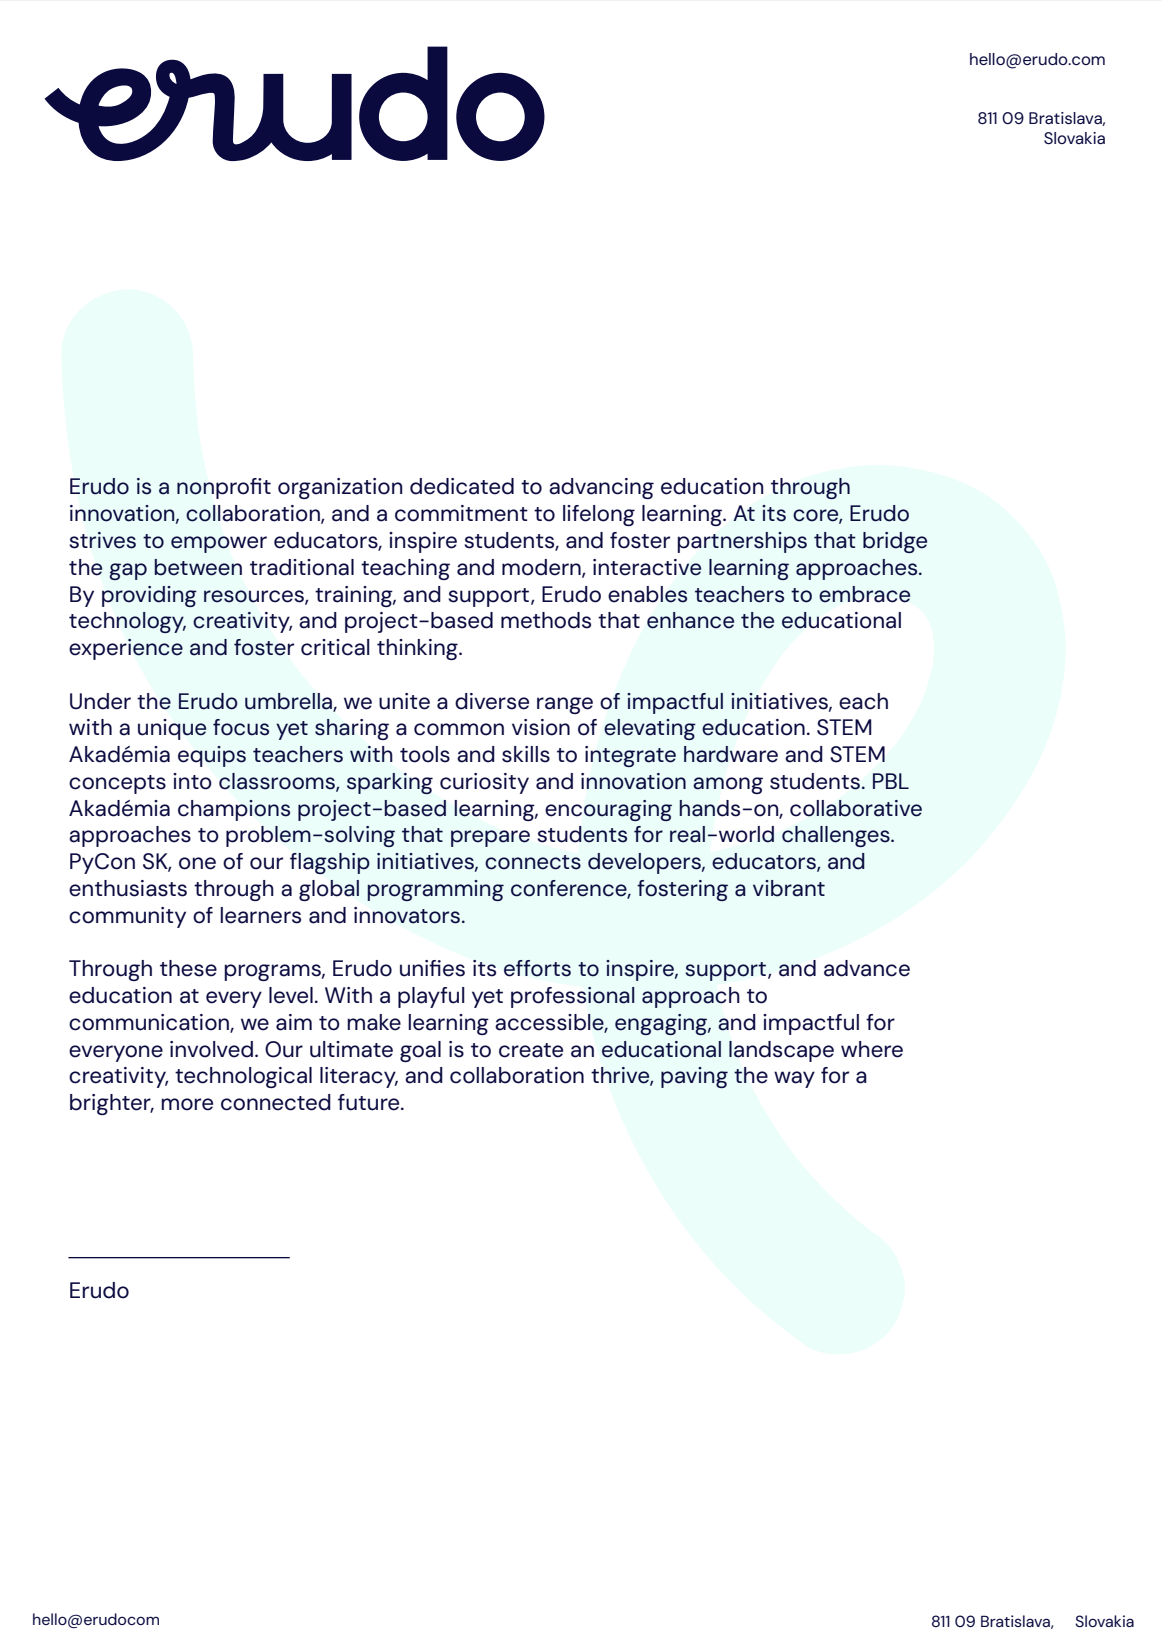 erudo
hello@erudo.com
811 09 Bratislava,
Slovakia
Erudo is a nonprofit organization dedicated to advancing education through
innovation, collaboration, and a commitment to lifelong learning. At its core, Erudo
strives to empower educators, inspire students, and foster partnerships that bridge
the gap between traditional teaching and modern, interactive learning approaches.
By providing resources, training, and support, Erudo enables teachers to embrace
technology, creativity, and project-based methods that enhance the educational
experience and foster critical thinking.
Under the Erudo umbrella, we unite a diverse range of impactful initiatives, each
with a unique focus yet sharing a common vision of elevating education. STEM
Akadémia equips teachers with tools and skills to integrate hardware and STEM
concepts into classrooms, sparking curiosity and innovation among students. PBL
Akadémia champions project-based learning, encouraging hands-on, collaborative
approaches to problem-solving that prepare students for real-world challenges.
PyCon SK, one of our flagship initiatives, connects developers, educators, and
enthusiasts through a global programming conference, fostering a vibrant
community of learners and innovators.
Through these programs, Erudo unifies its efforts to inspire, support, and advance
education at every level. With a playful yet professional approach to
communication, we aim to make learning accessible, engaging, and impactful for
everyone involved. Our ultimate goal is to create an educational landscape where
creativity, technological literacy, and collaboration thrive, paving the way for a
brighter, more connected future.
Erudo
hello@erudocom
811 09 Bratislava, Slovakia